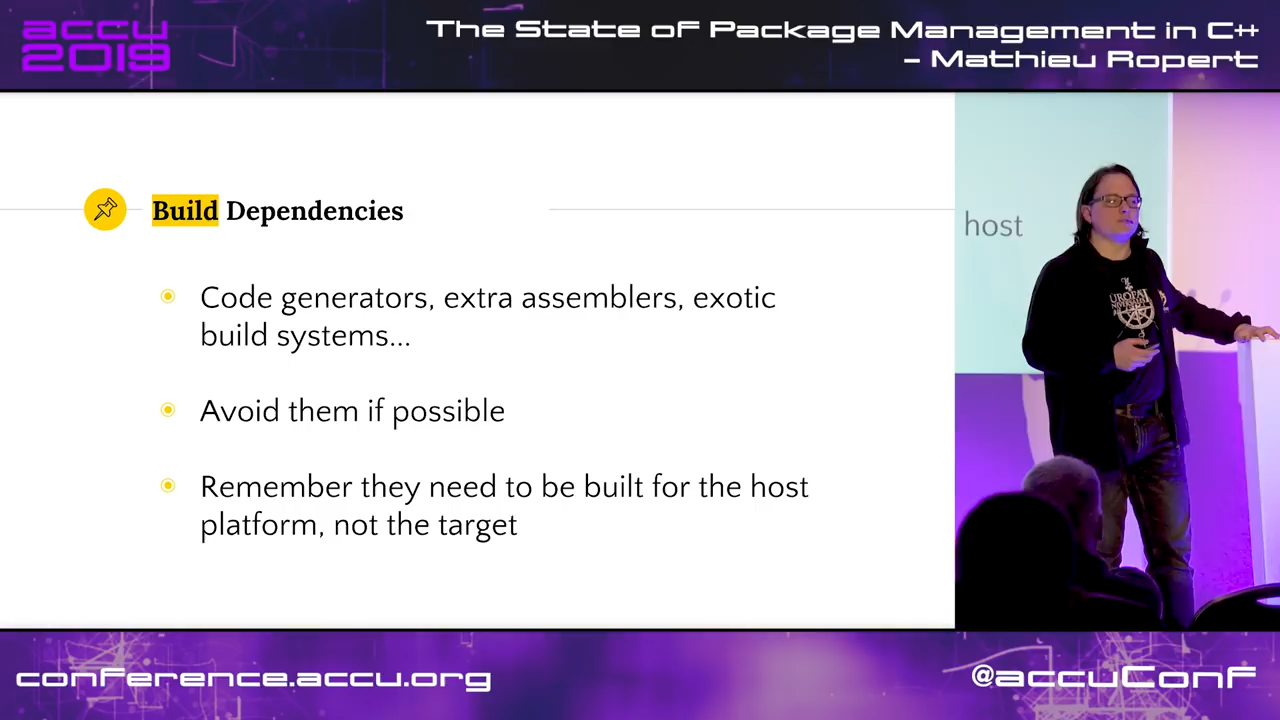 accu
2019
The State of Package Management in C++
– Mathieu Ropert
Build Dependencies
Code generators, extra assemblers, exotic
build systems...
Avoid them if possible
Remember they need to be built for the host
platform, not the target
host
conference.accu.org
@accuConf